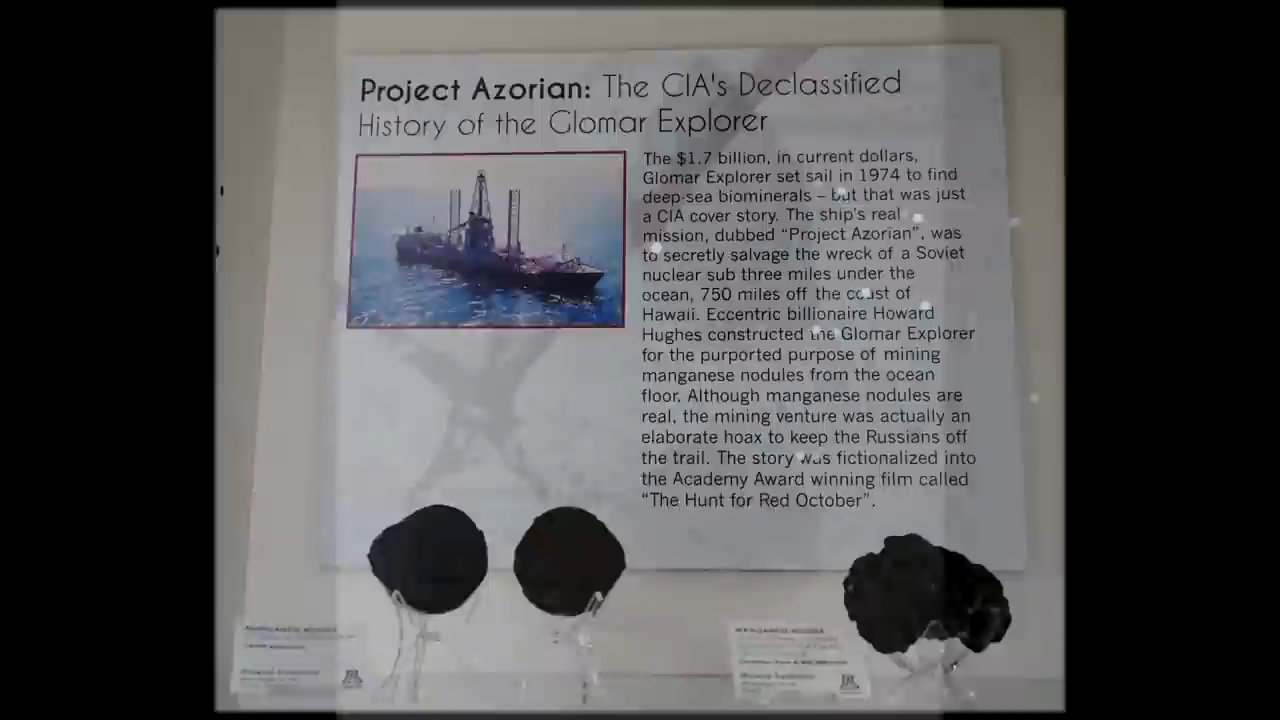 Project Azorian: The CIA's Declassified
History of the Glomar Explorer
The $1.7 billion, in current dollars,
Glomar Explorer set sail in 1974 to find
deep-sea biominerals – but that was just
a CIA cover story. The ship's real
mission, dubbed “Project Azorian”, was
to secretly salvage the wreck of a Soviet
nuclear sub three miles under the
ocean, 750 miles off the coast of
Hawaii. Eccentric billionaire Howard
Hughes constructed the Glomar Explorer
for the purported purpose of mining
manganese nodules from the ocean
floor. Although manganese nodules are
real, the mining venture was actually an
elaborate hoax to keep the Russians off
the trail. The story was fictionalized into
the Academy Award winning film called
“The Hunt for Red October”.
MANGANESE NODULE
MANGANESE NODULE